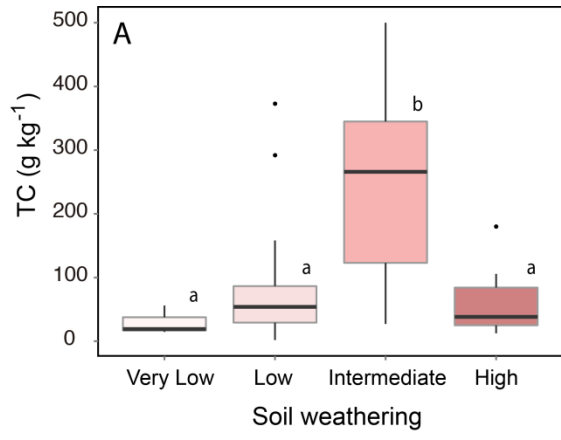 A
500
400
300
200
100
0
TC (g kg⁻¹)
a
a
b
a
Very Low
Low
Intermediate
High
Soil weathering